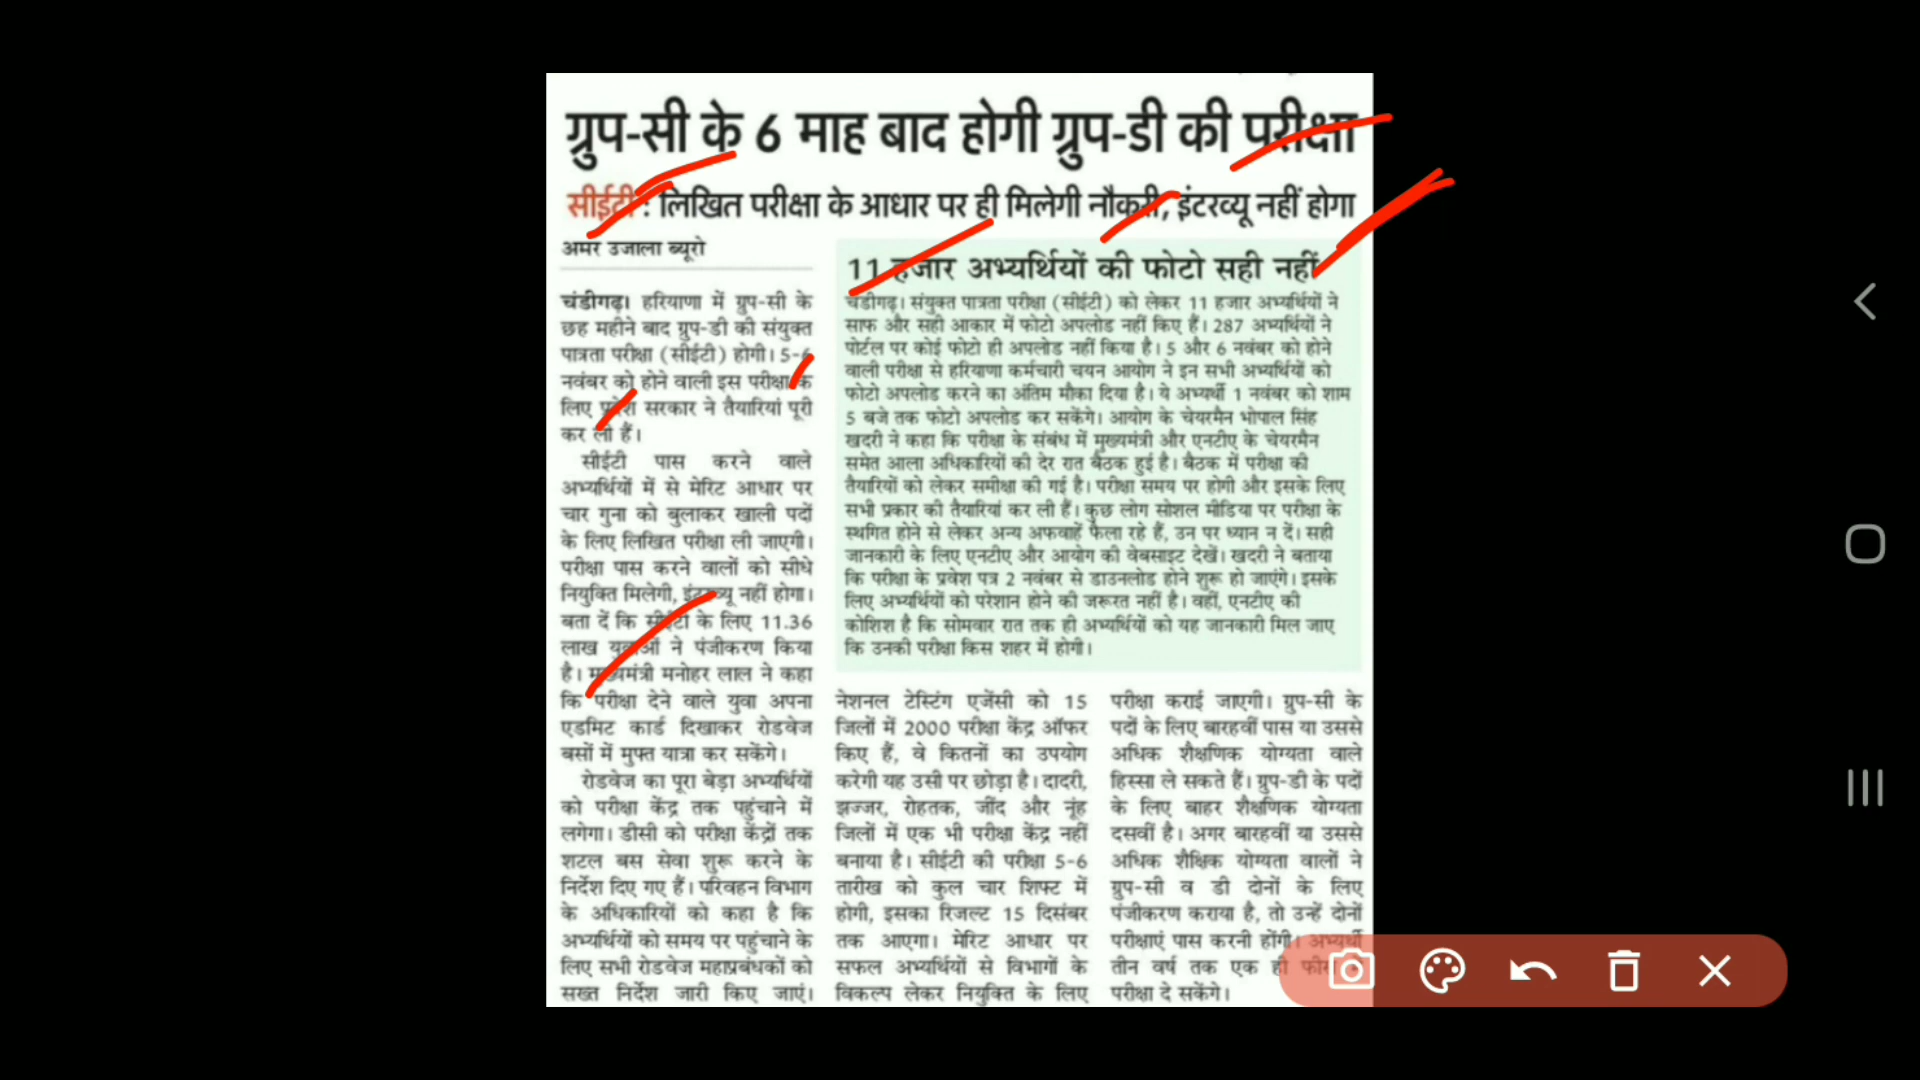 ग्रुप-सी के 6 माह बाद होगी ग्रुप-डी की परीक्षा
सीईटी : लिखित परीक्षा के आधार पर ही मिलेगी नौकरी, इंटरव्यू नहीं होगा
अमर उजाला ब्यूरो
चंडीगढ़। हरियाणा में ग्रुप-सी के
छह महीने बाद ग्रुप-डी की संयुक्त
पात्रता परीक्षा (सीईटी) होगी। 5-6
नवंबर को होने वाली इस परीक्षा के
लिए प्रदेश सरकार ने तैयारियां पूरी
कर ली हैं।
सीईटी पास करने वाले
अभ्यर्थियों में से मेरिट आधार पर
चार गुना को बुलाकर खाली पदों
के लिए लिखित परीक्षा ली जाएगी।
परीक्षा पास करने वालों को सीधे
नियुक्ति मिलेगी, इंटरव्यू नहीं होगा।
बता दें कि सीईटी के लिए 11.36
लाख युवाओं ने पंजीकरण किया
है। मुख्यमंत्री मनोहर लाल ने कहा
कि परीक्षा देने वाले युवा अपना
एडमिट कार्ड दिखाकर रोडवेज
बसों में मुफ्त यात्रा कर सकेंगे।
रोडवेज का पूरा बेड़ा अभ्यर्थियों
को परीक्षा केंद्र तक पहुंचाने में
लगेगा। डीसी को परीक्षा केंद्रों तक
शटल बस सेवा शुरू करने के
निर्देश दिए गए हैं। परिवहन विभाग
के अधिकारियों को कहा है कि
अभ्यर्थियों को समय पर पहुंचाने के
लिए सभी रोडवेज महाप्रबंधकों को
सख्त निर्देश जारी किए जाएं।
11 हजार अभ्यर्थियों की फोटो सही नहीं
चंडीगढ़। संयुक्त पात्रता परीक्षा (सीईटी) को लेकर 11 हजार अभ्यर्थियों ने
साफ और सही आकार में फोटो अपलोड नहीं किए हैं। 287 अभ्यर्थियों ने
पोर्टल पर कोई फोटो ही अपलोड नहीं किया है। 5 और 6 नवंबर को होने
वाली परीक्षा से हरियाणा कर्मचारी चयन आयोग ने इन सभी अभ्यर्थियों को
फोटो अपलोड करने का अंतिम मौका दिया है। ये अभ्यर्थी 1 नवंबर को शाम
5 बजे तक फोटो अपलोड कर सकेंगे। आयोग के चेयरमैन भोपाल सिंह
खदरी ने कहा कि परीक्षा के संबंध में मुख्यमंत्री और एनटीए के चेयरमैन
समेत आला अधिकारियों की देर रात बैठक हुई है। बैठक में परीक्षा की
तैयारियों को लेकर समीक्षा की गई है। परीक्षा समय पर होगी और इसके लिए
सभी प्रकार की तैयारियां कर ली हैं। कुछ लोग सोशल मीडिया पर परीक्षा के
स्थगित होने से लेकर अन्य अफवाहें फैला रहे हैं, उन पर ध्यान न दें। सही
जानकारी के लिए एनटीए और आयोग की वेबसाइट देखें। खदरी ने बताया
कि परीक्षा के प्रवेश पत्र 2 नवंबर से डाउनलोड होने शुरू हो जाएंगे। इसके
लिए अभ्यर्थियों को परेशान होने की जरूरत नहीं है। वहीं, एनटीए की
कोशिश है कि सोमवार रात तक ही अभ्यर्थियों को यह जानकारी मिल जाए
कि उनकी परीक्षा किस शहर में होगी।
नेशनल टेस्टिंग एजेंसी को 15
जिलों में 2000 परीक्षा केंद्र ऑफर
किए हैं, वे कितनों का उपयोग
करेगी यह उसी पर छोड़ा है। दादरी,
झज्जर, रोहतक, जींद और नूंह
जिलों में एक भी परीक्षा केंद्र नहीं
बनाया है। सीईटी की परीक्षा 5-6
तारीख को कुल चार शिफ्ट में
होगी, इसका रिजल्ट 15 दिसंबर
तक आएगा। मेरिट आधार पर
सफल अभ्यर्थियों से विभागों के
विकल्प लेकर नियुक्ति के लिए
परीक्षा कराई जाएगी। ग्रुप-सी के
पदों के लिए बारहवीं पास या उससे
अधिक शैक्षणिक योग्यता वाले
हिस्सा ले सकते हैं। ग्रुप-डी के पदों
के लिए बाहर शैक्षणिक योग्यता
दसवीं है। अगर बारहवीं या उससे
अधिक शैक्षिक योग्यता वालों ने
ग्रुप-सी व डी दोनों के लिए
पंजीकरण कराया है, तो उन्हें दोनों
परीक्षाएं पास करनी होंगी। अभ्यर्थी
तीन वर्ष तक एक ही
परीक्षा दे सकेंगे।